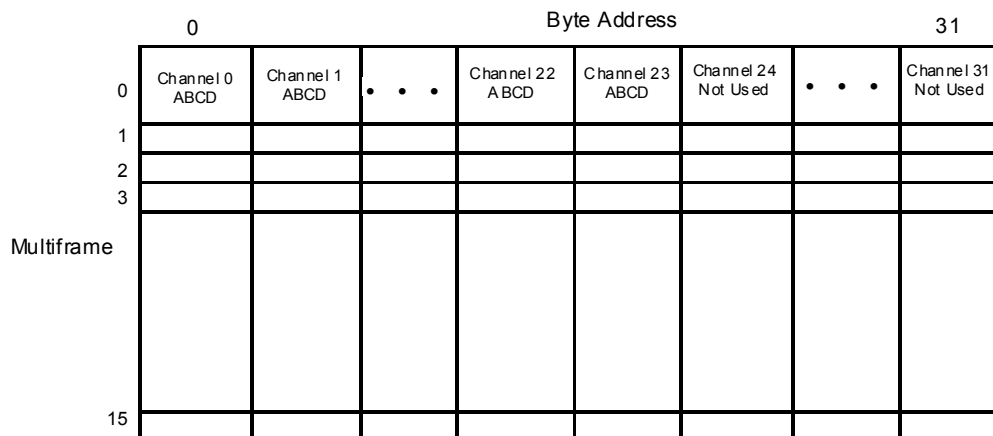 0 Byte Address 31
0 Channel 0 ABCD Channel 1 ABCD • • • Channel 22 ABCD Channel 23 ABCD Channel 24 Not Used • • • Channel 31 Not Used
1
2
3
Multiframe
15